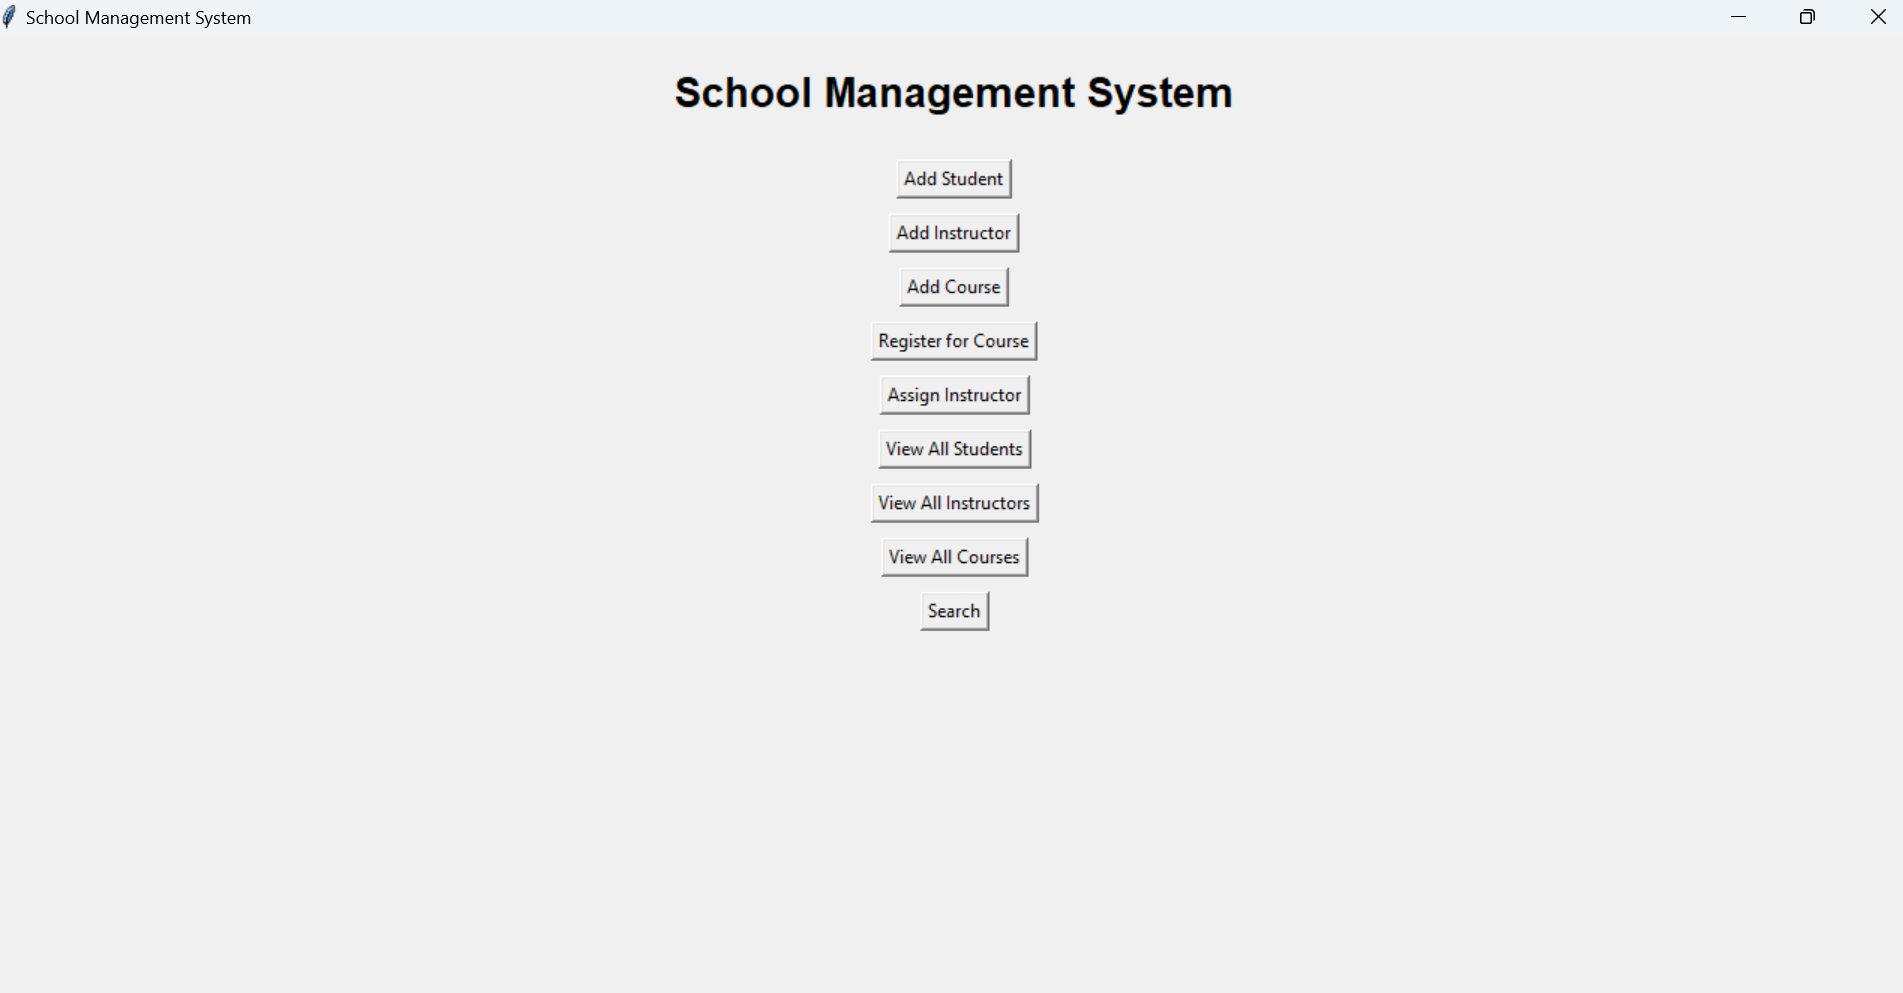 School Management System
School Management System
Add Student
Add Instructor
Add Course
Register for Course
Assign Instructor
View All Students
View All Instructors
View All Courses
Search